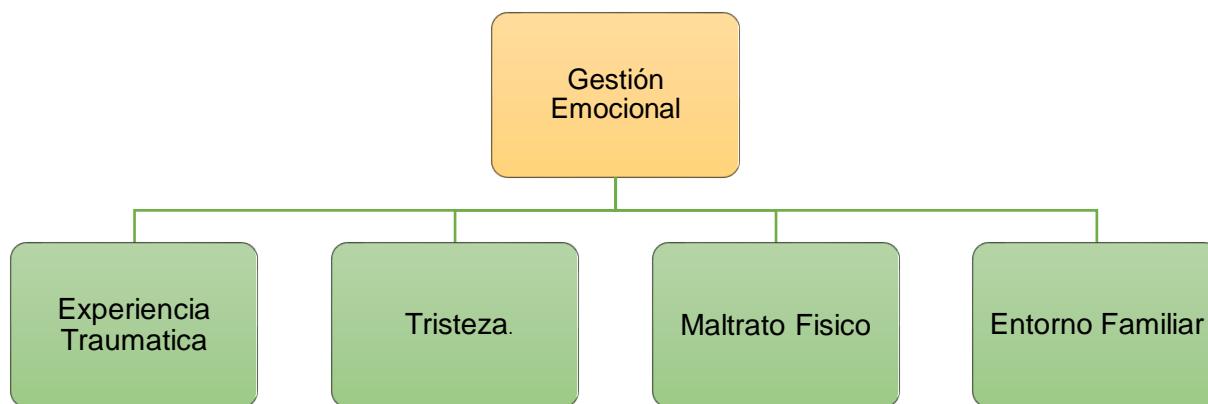 Gestión
Emocional
Experiencia
Traumatica
Tristeza.
Maltrato Fisico
Entorno Familiar